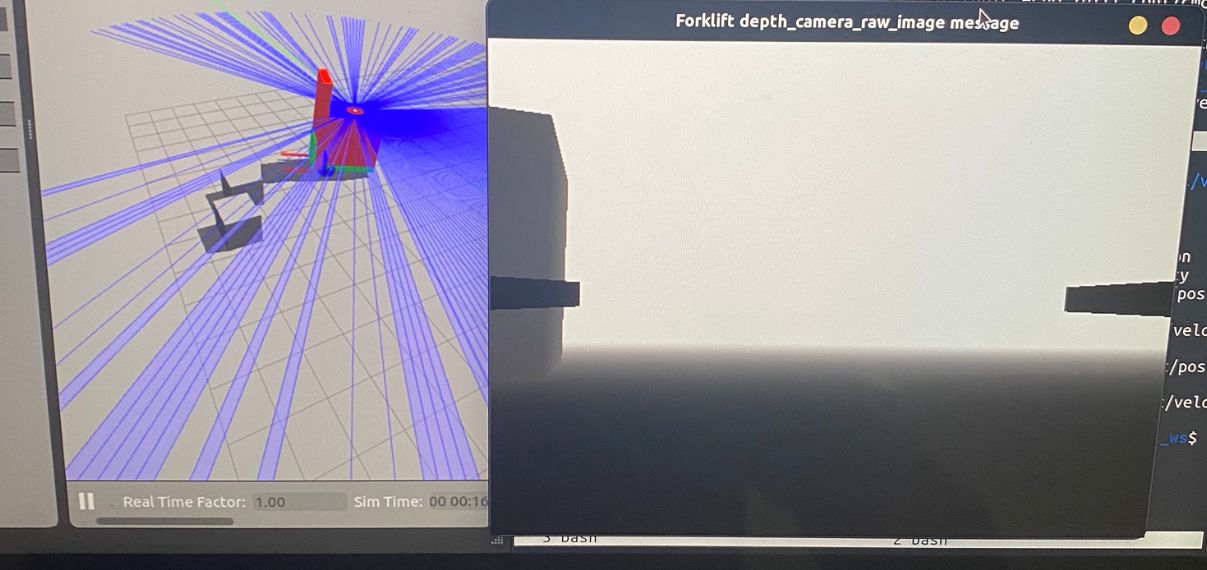 Forklift depth_camera_raw_image message
/pos
/velo
/pos
/velo
_ws$
Real Time Factor: 1.00 Sim Time: 00 00:16
3 bash 2 bash